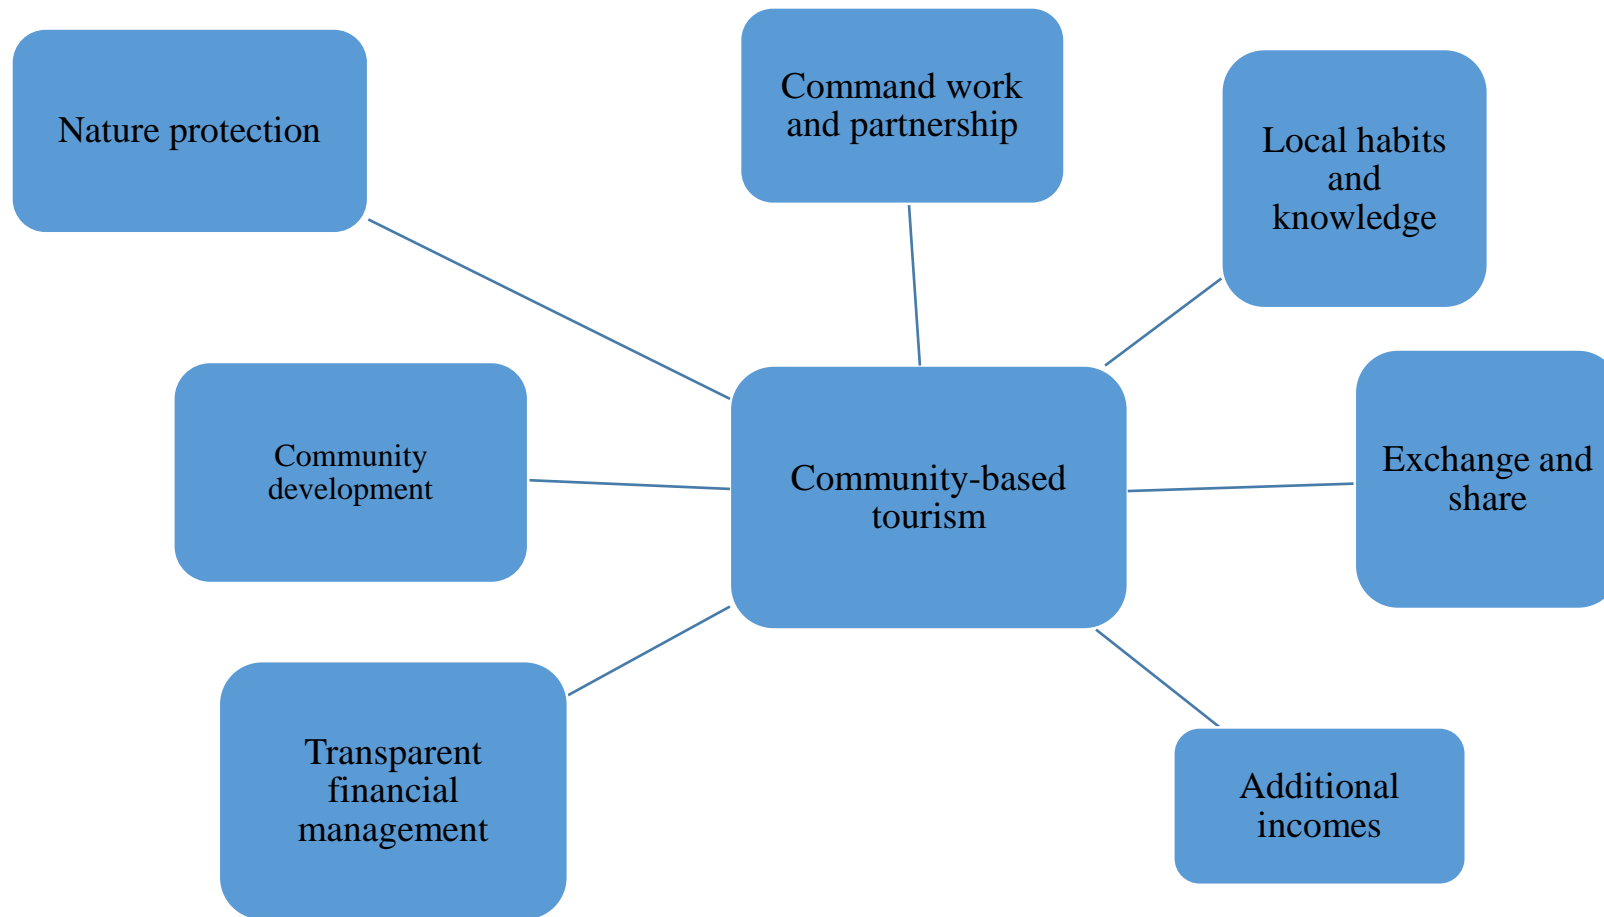 Nature protection
Command work
and partnership
Local habits
and
knowledge
Community
development
Community-based
tourism
Exchange and
share
Transparent
financial
management
Additional
incomes